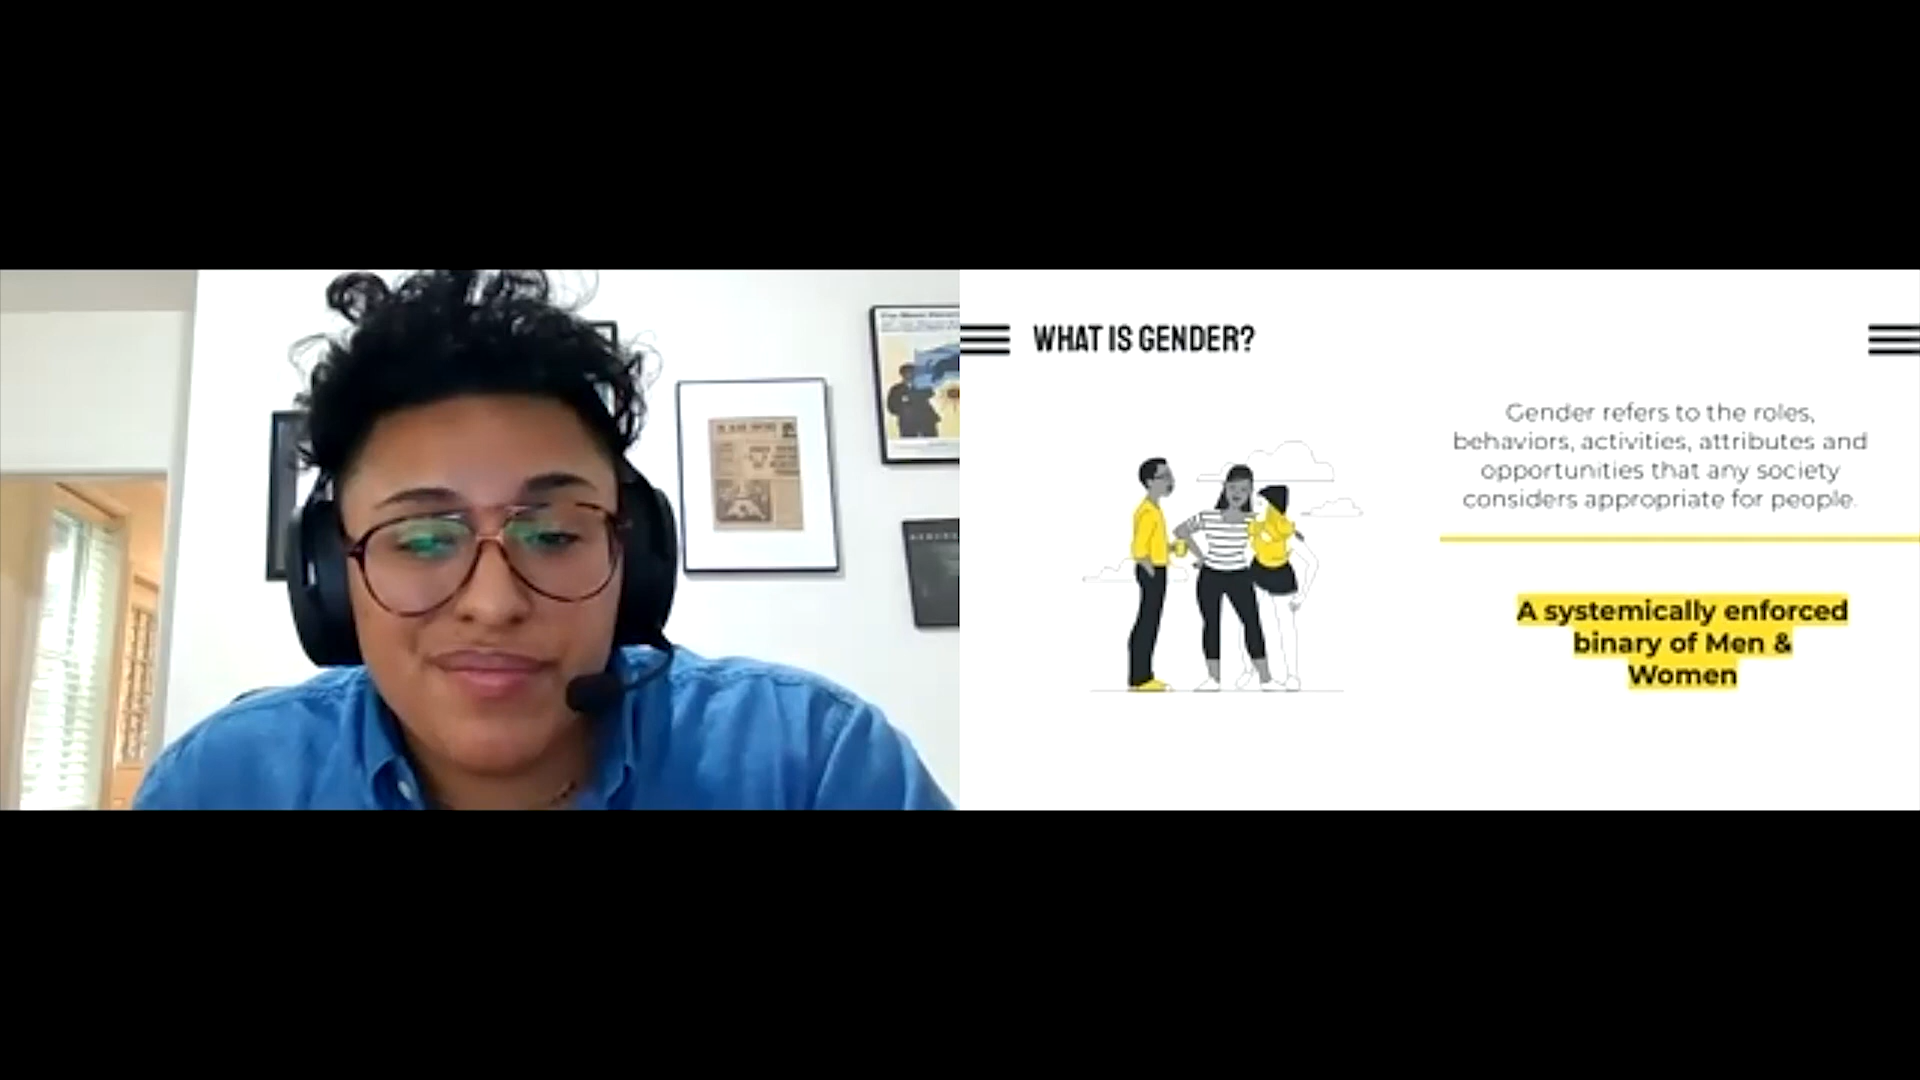 WHAT IS GENDER?
Gender refers to the roles,
behaviors, activities, attributes and
opportunities that any society
considers appropriate for people.
A systemically enforced
binary of Men &
Women